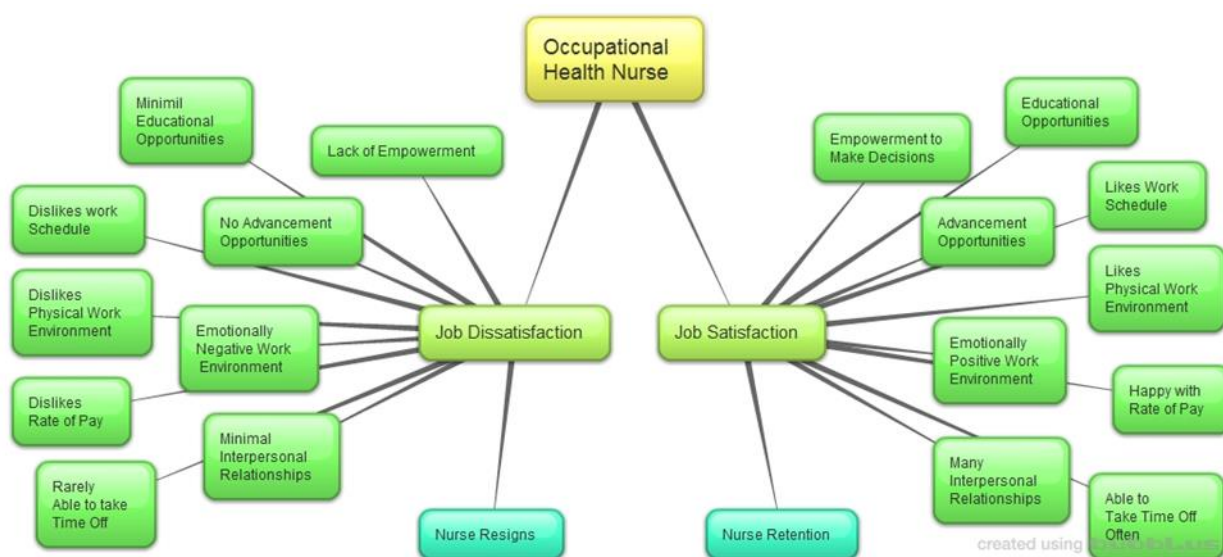 Occupational
Health Nurse
Minimil
Educational
Opportunities
Lack of Empowerment
Dislikes work
Schedule
No Advancement
Opportunities
Dislikes
Physical Work
Environment
Emotionally
Negative Work
Environment
Dislikes
Rate of Pay
Minimal
Interpersonal
Relationships
Rarely
Able to take
Time Off
Job Dissatisfaction
Nurse Resigns
Job Satisfaction
Nurse Retention
Empowerment to
Make Decisions
Educational
Opportunities
Advancement
Opportunities
Likes Work
Schedule
Likes
Physical Work
Environment
Emotionally
Positive Work
Environment
Happy with
Rate of Pay
Many
Interpersonal
Relationships
Able to
Take Time Off
Often
created using